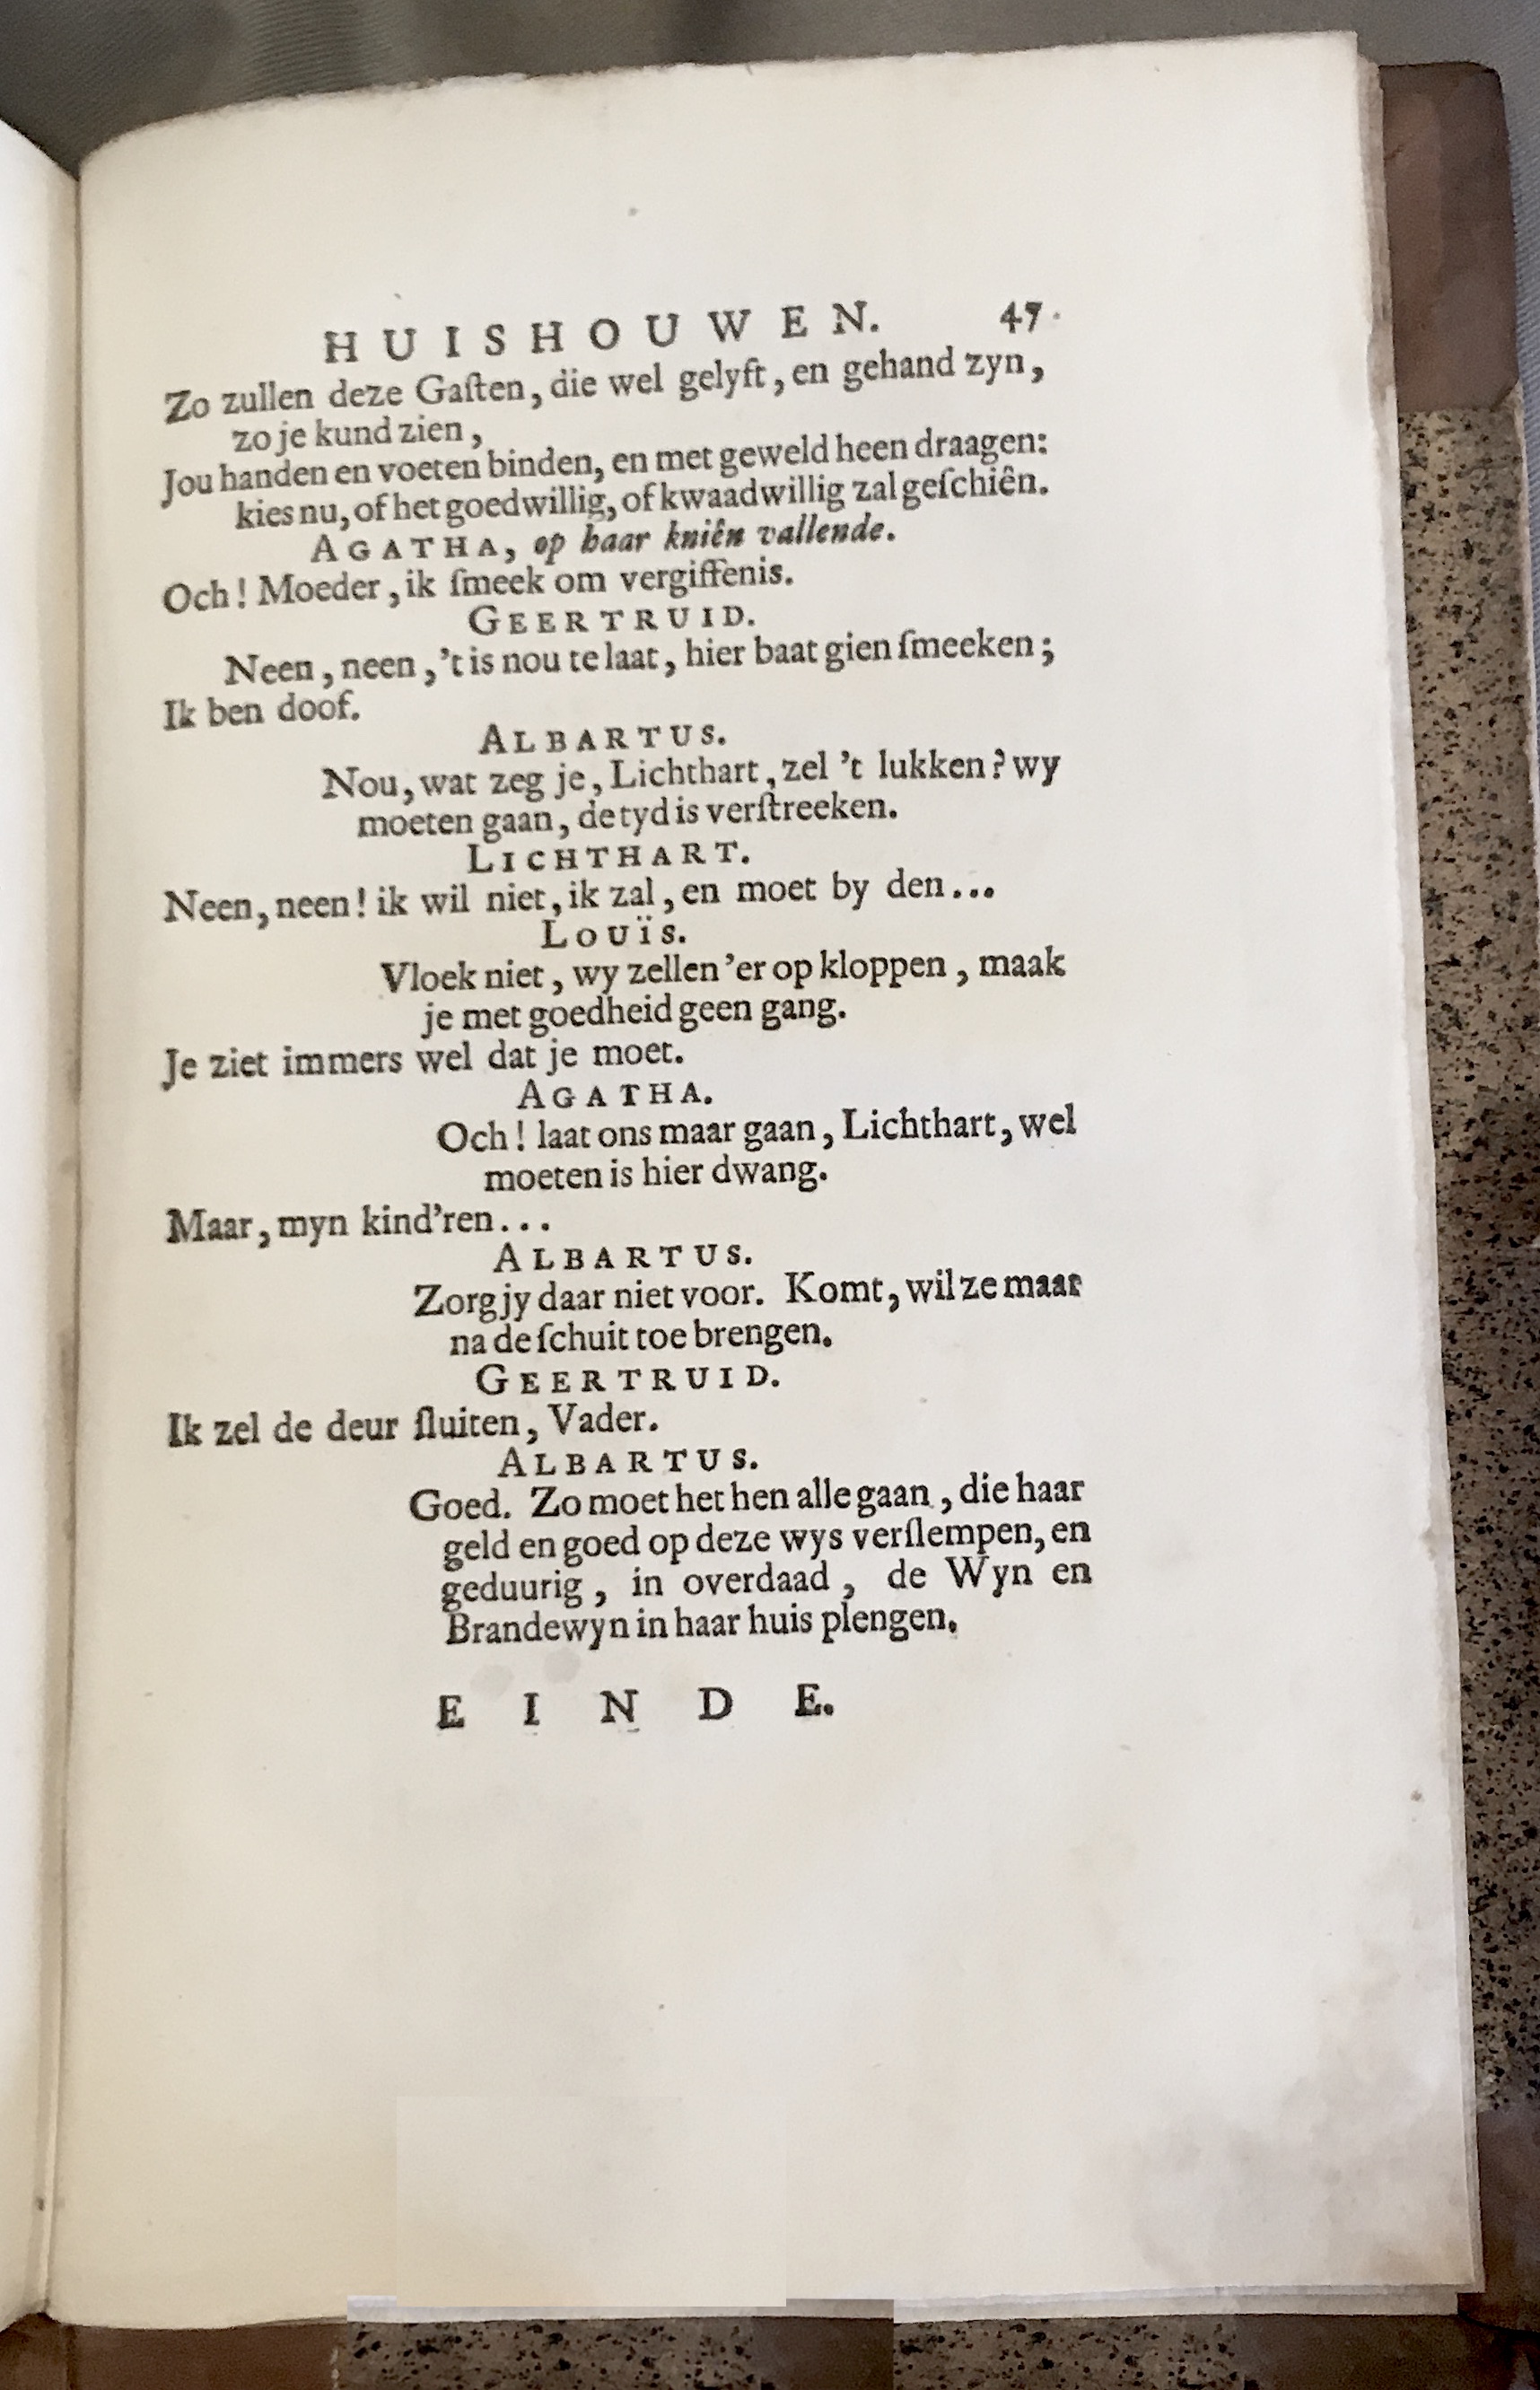 HUISHOUWEN. 47
Zo zullen deze Gaſten, die wel gelyft, en gehand zyn,
zo je kund zien,
Jou handen en voeten binden, en met geweld heen draagen:
kies nu, of het goedwillig, of kwaadwillig zal geſchiên.
AGATHA, op haar kniên vallende.
Och! Moeder, ik ſmeek om vergiffenis.
GEERTRUID.
Neen, neen, 't is nou te laat, hier baat gien ſmeeken;
Ik ben doof.
ALBARTUS.
Nou, wat zeg je, Lichthart, zel 't lukken? wy
moeten gaan, de tyd is verſtreeken.
LICHTHART.
Neen, neen! ik wil niet, ik zal, en moet by den...
LOUÏS.
Vloek niet, wy zellen 'er op kloppen, maak
je met goedheid geen gang.
Je ziet immers wel dat je moet.
AGATHA.
Och! laat ons maar gaan, Lichthart, wel
moeten is hier dwang.
Maar, myn kind'ren...
ALBARTUS.
Zorg jy daar niet voor. Komt, wil ze maar
na de ſchuit toe brengen.
GEERTRUID.
Ik zel de deur ſluiten, Vader.
ALBARTUS.
Goed. Zo moet het hen alle gaan, die haar
geld en goed op deze wys verſlempen, en
geduurig, in overdaad, de Wyn en
Brandewyn in haar huis plengen.
EINDE.